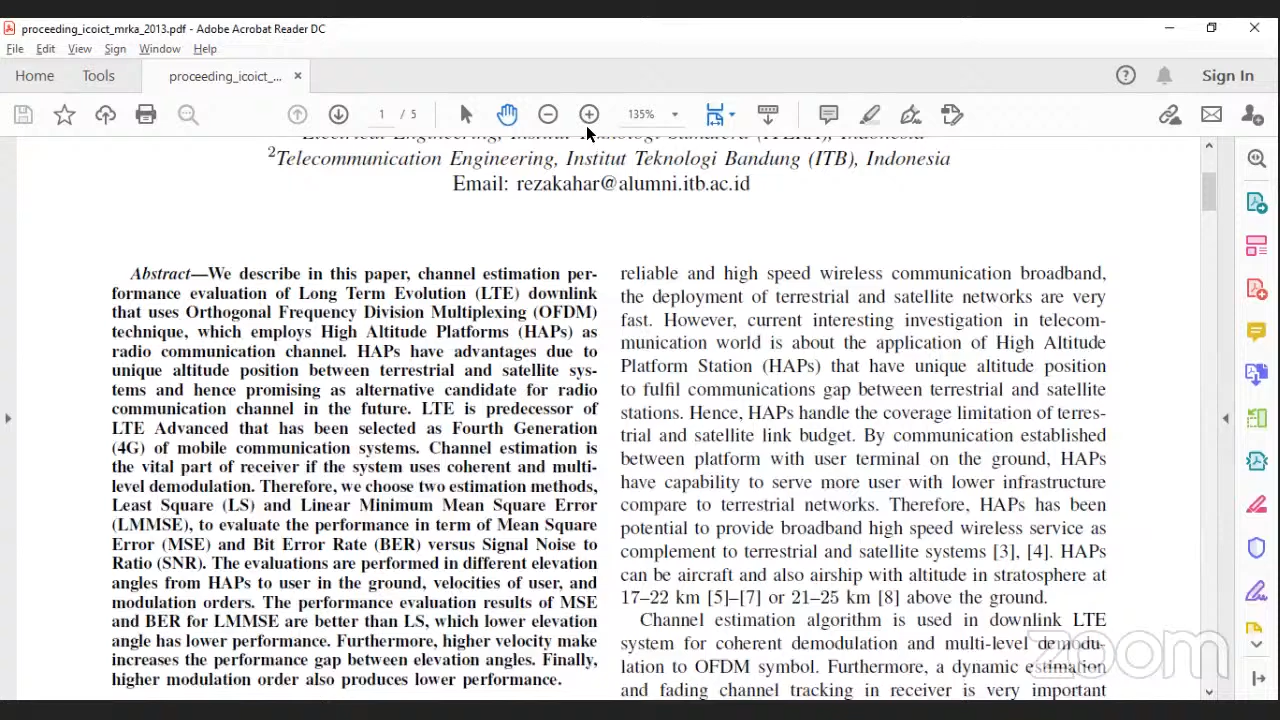 proceeding_icoict_mrka_2013.pdf - Adobe Acrobat Reader DC
File Edit View Sign Window Help
Home Tools proceeding_icoict_... × Sign In
1 / 5 135%
Electrical Engineering, Institut Teknologi Sumatera (ITERA), Indonesia
2Telecommunication Engineering, Institut Teknologi Bandung (ITB), Indonesia
Email: rezakahar@alumni.itb.ac.id
Abstract—We describe in this paper, channel estimation per-
formance evaluation of Long Term Evolution (LTE) downlink
that uses Orthogonal Frequency Division Multiplexing (OFDM)
technique, which employs High Altitude Platforms (HAPs) as
radio communication channel. HAPs have advantages due to
unique altitude position between terrestrial and satellite sys-
tems and hence promising as alternative candidate for radio
communication channel in the future. LTE is predecessor of
LTE Advanced that has been selected as Fourth Generation
(4G) of mobile communication systems. Channel estimation is
the vital part of receiver if the system uses coherent and multi-
level demodulation. Therefore, we choose two estimation methods,
Least Square (LS) and Linear Minimum Mean Square Error
(LMMSE), to evaluate the performance in term of Mean Square
Error (MSE) and Bit Error Rate (BER) versus Signal Noise to
Ratio (SNR). The evaluations are performed in different elevation
angles from HAPs to user in the ground, velocities of user, and
modulation orders. The performance evaluation results of MSE
and BER for LMMSE are better than LS, which lower elevation
angle has lower performance. Furthermore, higher velocity make
increases the performance gap between elevation angles. Finally,
higher modulation order also produces lower performance.
reliable and high speed wireless communication broadband,
the deployment of terrestrial and satellite networks are very
fast. However, current interesting investigation in telecom-
munication world is about the application of High Altitude
Platform Station (HAPs) that have unique altitude position
to fulfil communications gap between terrestrial and satellite
stations. Hence, HAPs handle the coverage limitation of terres-
trial and satellite link budget. By communication established
between platform with user terminal on the ground, HAPs
have capability to serve more user with lower infrastructure
compare to terrestrial networks. Therefore, HAPs has been
potential to provide broadband high speed wireless service as
complement to terrestrial and satellite systems [3], [4]. HAPs
can be aircraft and also airship with altitude in stratosphere at
17–22 km [5]–[7] or 21–25 km [8] above the ground.
Channel estimation algorithm is used in downlink LTE
system for coherent demodulation and multi-level demodu-
lation to OFDM symbol. Furthermore, a dynamic estimation
and fading channel tracking in receiver is very important
zoom